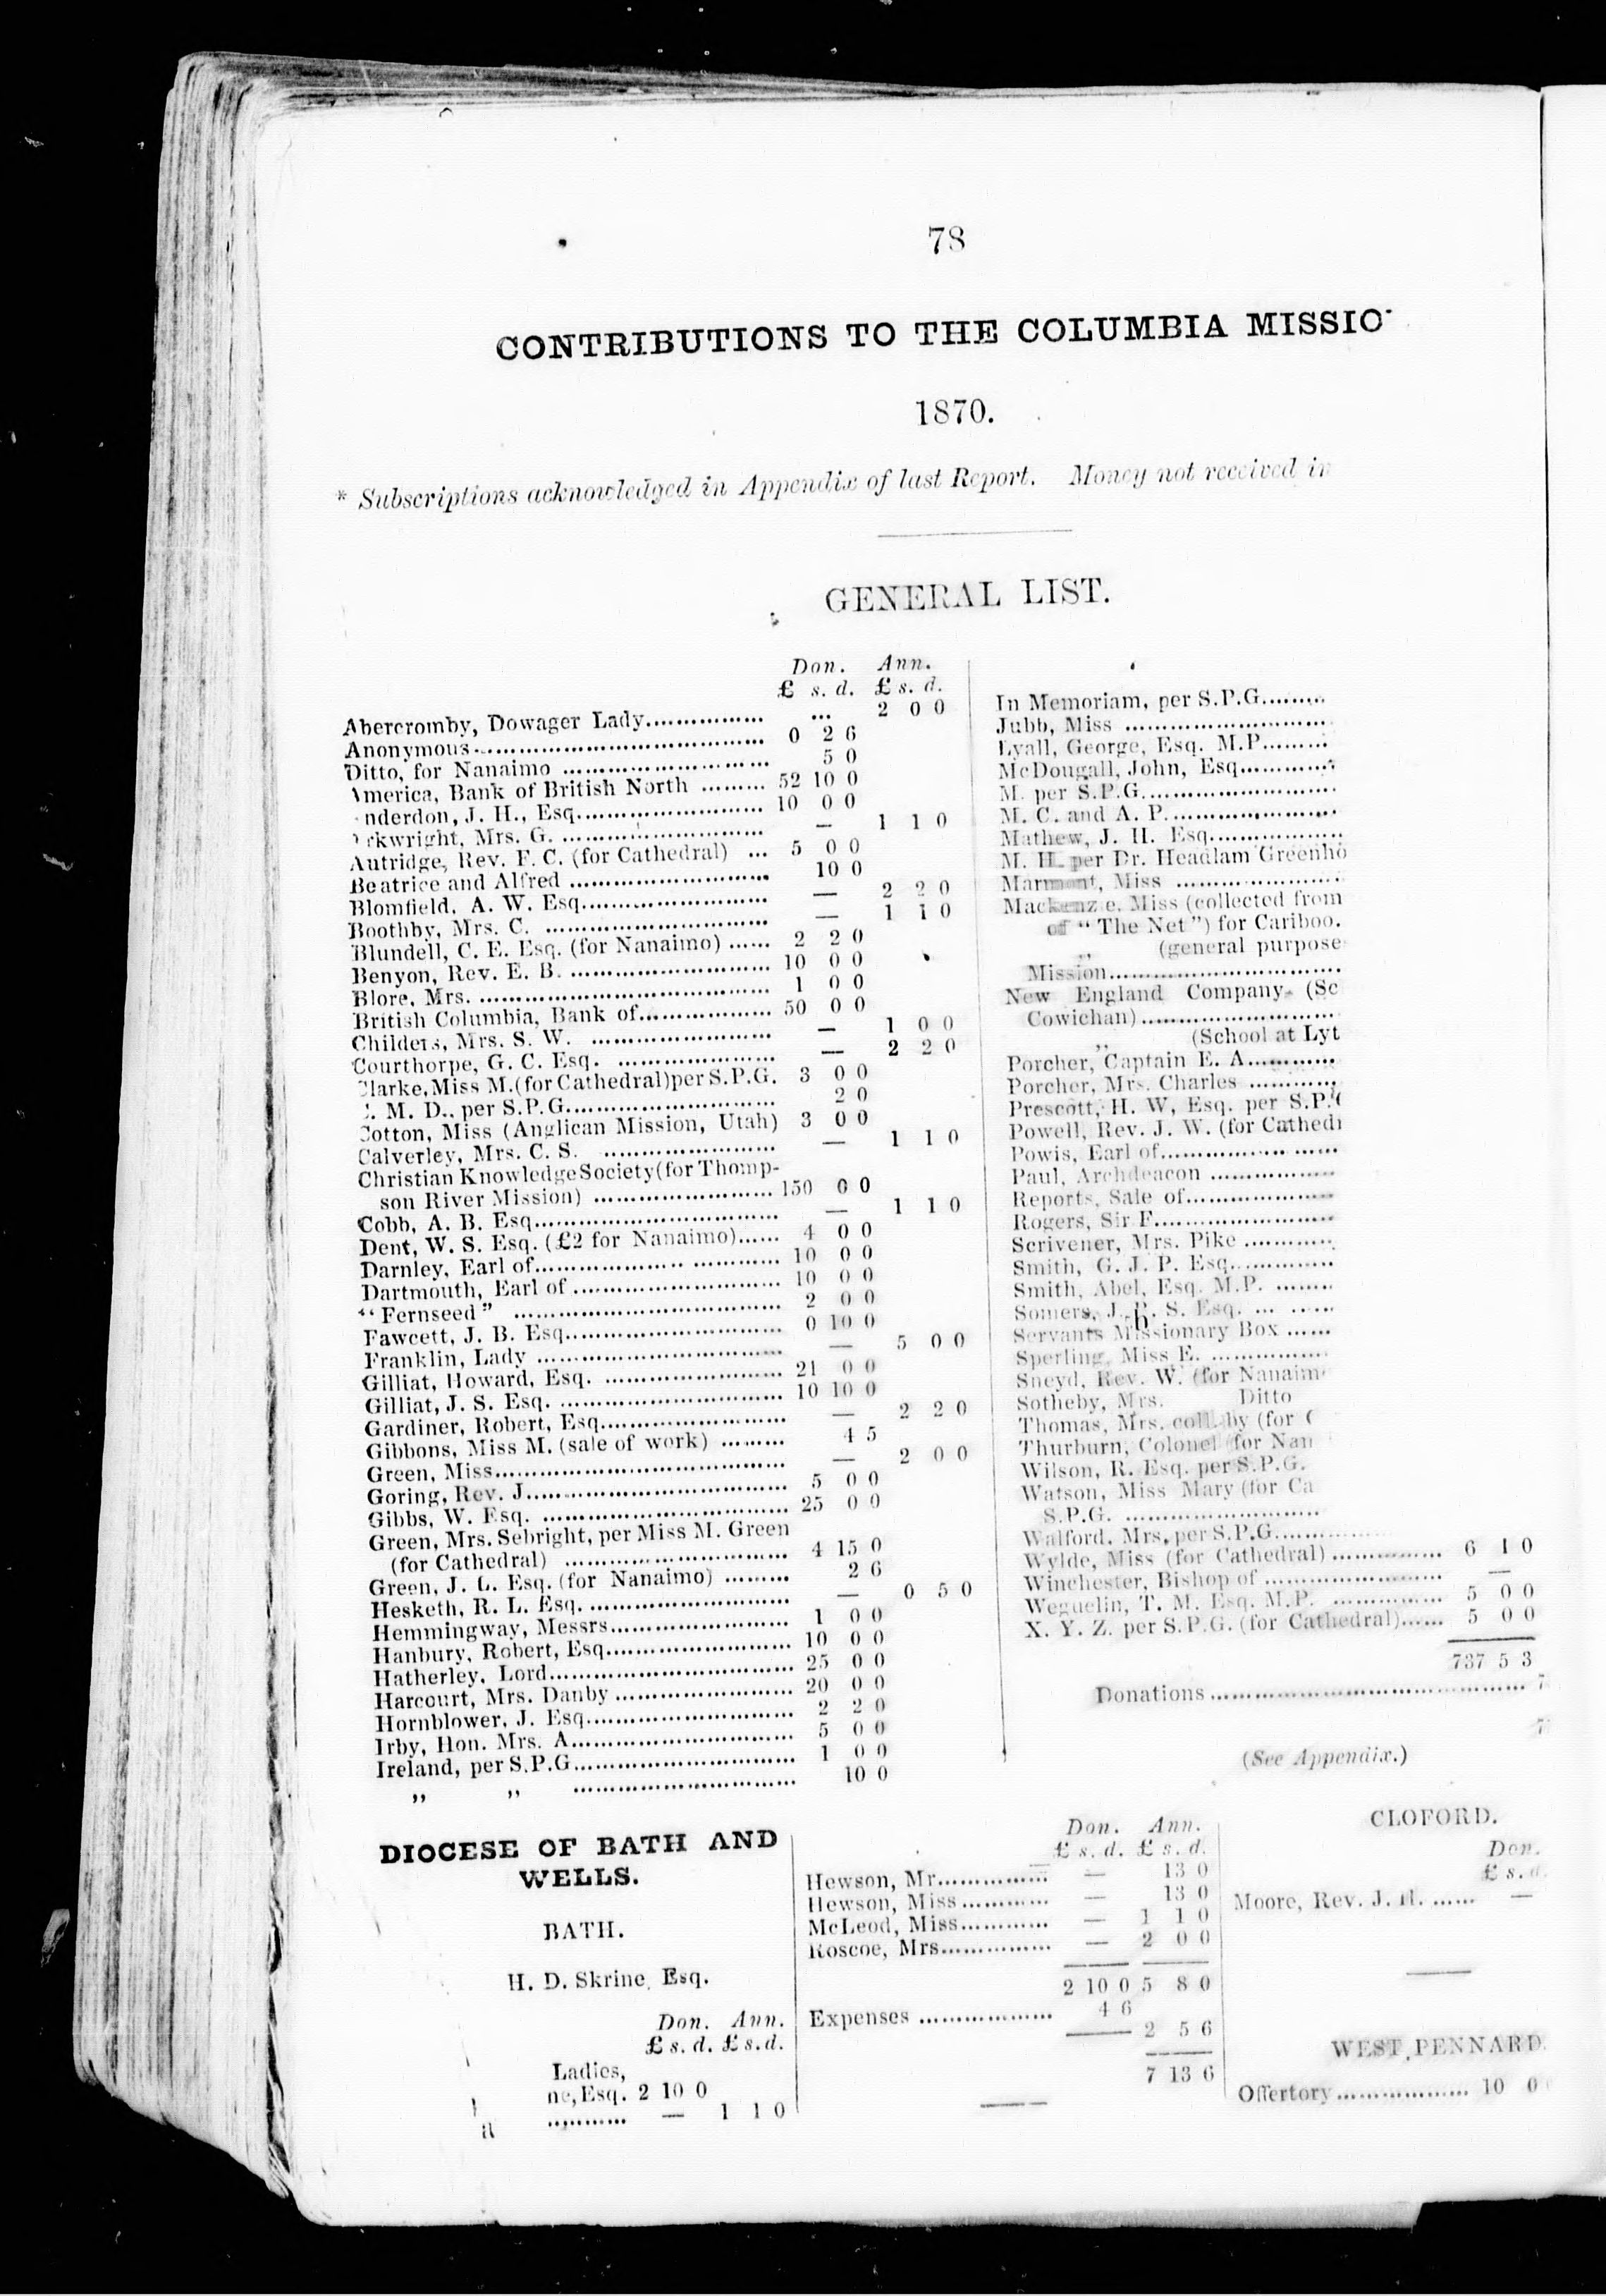 78
CONTRIBUTIONS TO THE COLUMBIA MISSIO
1870.
* Subscriptions acknowledged in Appendix of last Report. Money not received in
GENERAL LIST.
Don. Ann.
£ s. d. £ s. d.
Abercromby, Dowager Lady............... ... 2 0 0
Anonymous................................. 0 2 6
Ditto, for Nanaimo .......................... 5 0
America, Bank of British North ......... 52 10 0
nderdon, J. H., Esq....................... 10 0 0
rkwright, Mrs. G. ......................... — 1 1 0
Autridge, Rev. F. C. (for Cathedral) ... 5 0 0
Beatrice and Alfred .......................... 10 0
Blomfield, A. W. Esq........................ — 2 2 0
Boothby, Mrs. C. ............................ — 1 1 0
Blundell, C. E. Esq. (for Nanaimo) ...... 2 2 0
Benyon, Rev. E. B. .......................... 10 0 0
Blore, Mrs. ..................................... 1 0 0
British Columbia, Bank of.................. 50 0 0
Childers, Mrs. S. W. ........................ — 1 0 0
Courthorpe, G. C. Esq. ..................... — 2 2 0
Clarke, Miss M. (for Cathedral) per S.P.G. 3 0 0
. M. D., per S.P.G............................ 2 0
Cotton, Miss (Anglican Mission, Utah) 3 0 0
Calverley, Mrs. C. S. ....................... — 1 1 0
Christian Knowledge Society (for Thomp-
son River Mission) ........................ 150 0 0
Cobb, A. B. Esq............................... — 1 1 0
Dent, W. S. Esq. (£2 for Nanaimo)...... 4 0 0
Darnley, Earl of............................... 10 0 0
Dartmouth, Earl of ........................... 10 0 0
"Fernseed" ................................... 2 0 0
Fawcett, J. B. Esq............................ 0 10 0
Franklin, Lady ................................ — 5 0 0
Gilliat, Howard, Esq. ....................... 21 0 0
Gilliat, J. S. Esq. ............................. 10 10 0
Gardiner, Robert, Esq....................... — 2 2 0
Gibbons, Miss M. (sale of work) ......... 4 5
Green, Miss.................................... — 2 0 0
Goring, Rev. J................................. 5 0 0
Gibbs, W. Esq. ............................... 25 0 0
Green, Mrs. Sebright, per Miss M. Green
(for Cathedral) ............................. 4 15 0
Green, J. L. Esq. (for Nanaimo) ......... 2 6
Hesketh, R. L. Esq. ......................... — 0 5 0
Hemmingway, Messrs....................... 1 0 0
Hanbury, Robert, Esq....................... 10 0 0
Hatherley, Lord............................... 25 0 0
Harcourt, Mrs. Danby ....................... 20 0 0
Hornblower, J. Esq........................... 2 2 0
Irby, Hon. Mrs. A............................. 5 0 0
Ireland, per S.P.G............................ 1 0 0
„ „ ............................ 10 0
In Memoriam, per S.P.G.........
Jubb, Miss ..........................
Lyall, George, Esq. M.P.........
McDougall, John, Esq............
M. per S.P.G.........................
M. C. and A. P......................
Mathew, J. H. Esq.................
M. H. per Dr. Headlam Greenho
Marmont, Miss .....................
Mackenzie, Miss (collected from
off "The Net") for Cariboo.
„ (general purpose
Mission..............................
New England Company. (Sc
Cowichan)..........................
„ (School at Lyt
Porcher, Captain E. A............
Porcher, Mrs. Charles ............
Prescott, H. W, Esq. per S.P.
Powell, Rev. J. W. (for Cathed
Powis, Earl of.......................
Paul, Archdeacon .................
Reports, Sale of....................
Rogers, Sir F........................
Scrivener, Mrs. Pike ............
Smith, G. J. P. Esq..............
Smith, Abel, Esq. M.P. ........
Somers, J. P. S. Esq. ... ......
Servants Missionary Box ......
Sperling, Miss E. ................
Sneyd, Rev. W. (for Nanaim
Sotheby, Mrs. Ditto
Thomas, Mrs. coll. by (for
Thurburn, Colonel (for Nan
Wilson, R. Esq. per S.P.G.
Watson, Miss Mary (for Ca
S.P.G. ...........................
Walford, Mrs. per S.P.G...............
Wylde, Miss (for Cathedral)............... 6 1 0
Winchester, Bishop of ........................ —
Weguelin, T. M. Esq. M.P. ................ 5 0 0
X. Y. Z. per S.P.G. (for Cathedral)...... 5 0 0
737 5 3
Donations........................................ 7
7
(See Appendix.)
DIOCESE OF BATH AND
WELLS.
BATH.
H. D. Skrine, Esq.
Don. Ann.
£ s. d. £ s. d.
Ladies,
ne, Esq. 2 10 0
........... — 1 1 0
Don. Ann.
£ s. d. £ s. d.
Hewson, Mr............... — 13 0
Hewson, Miss............ — 13 0
McLeod, Miss............ — 1 1 0
Roscoe, Mrs............... — 2 0 0
2 10 0 5 8 0
Expenses .................. 4 6
2 5 6
7 13 6
CLOFORD.
Don.
£ s. d.
Moore, Rev. J. H. ...... —
WEST PENNARD.
Offertory.................. 10 0